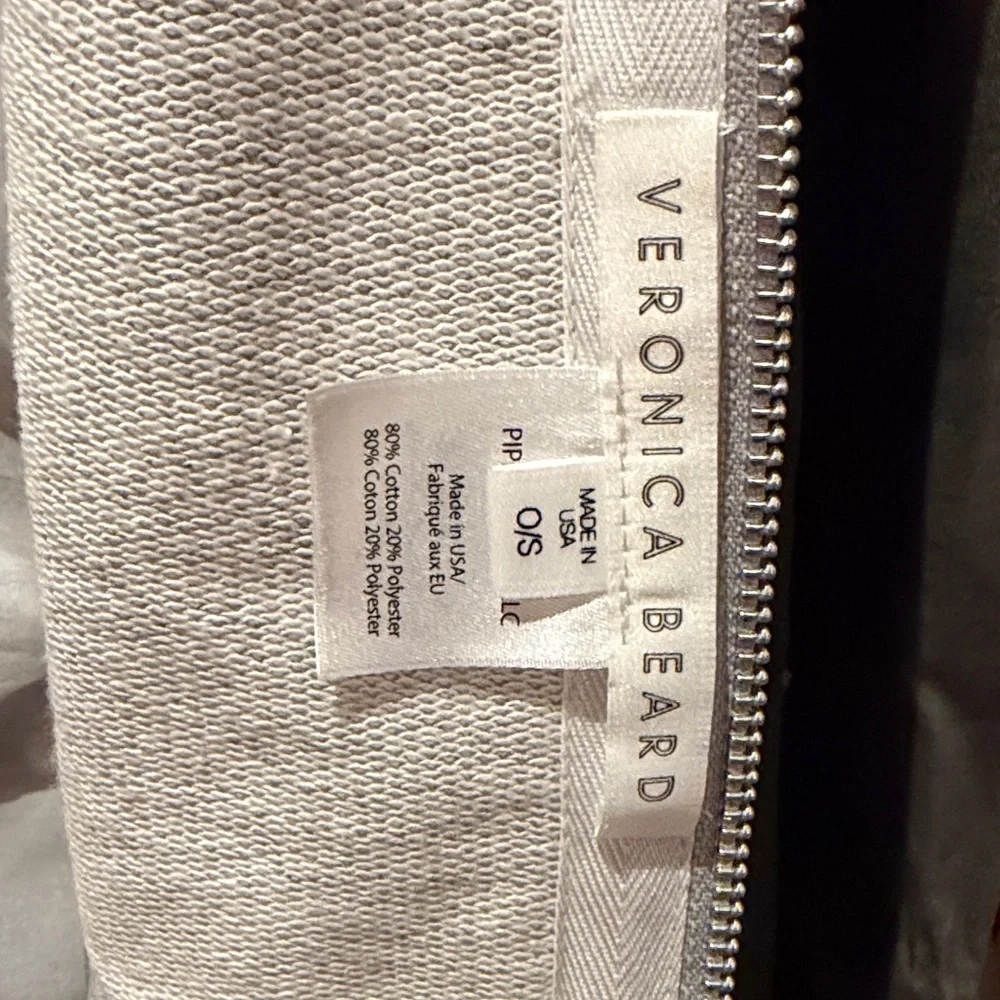 VERONICA BEARD
MADE IN
USA
O/S
PIP
LC
Made in USA/
Fabriqué aux EU
80% Cotton 20% Polyester
80% Coton 20% Polyester